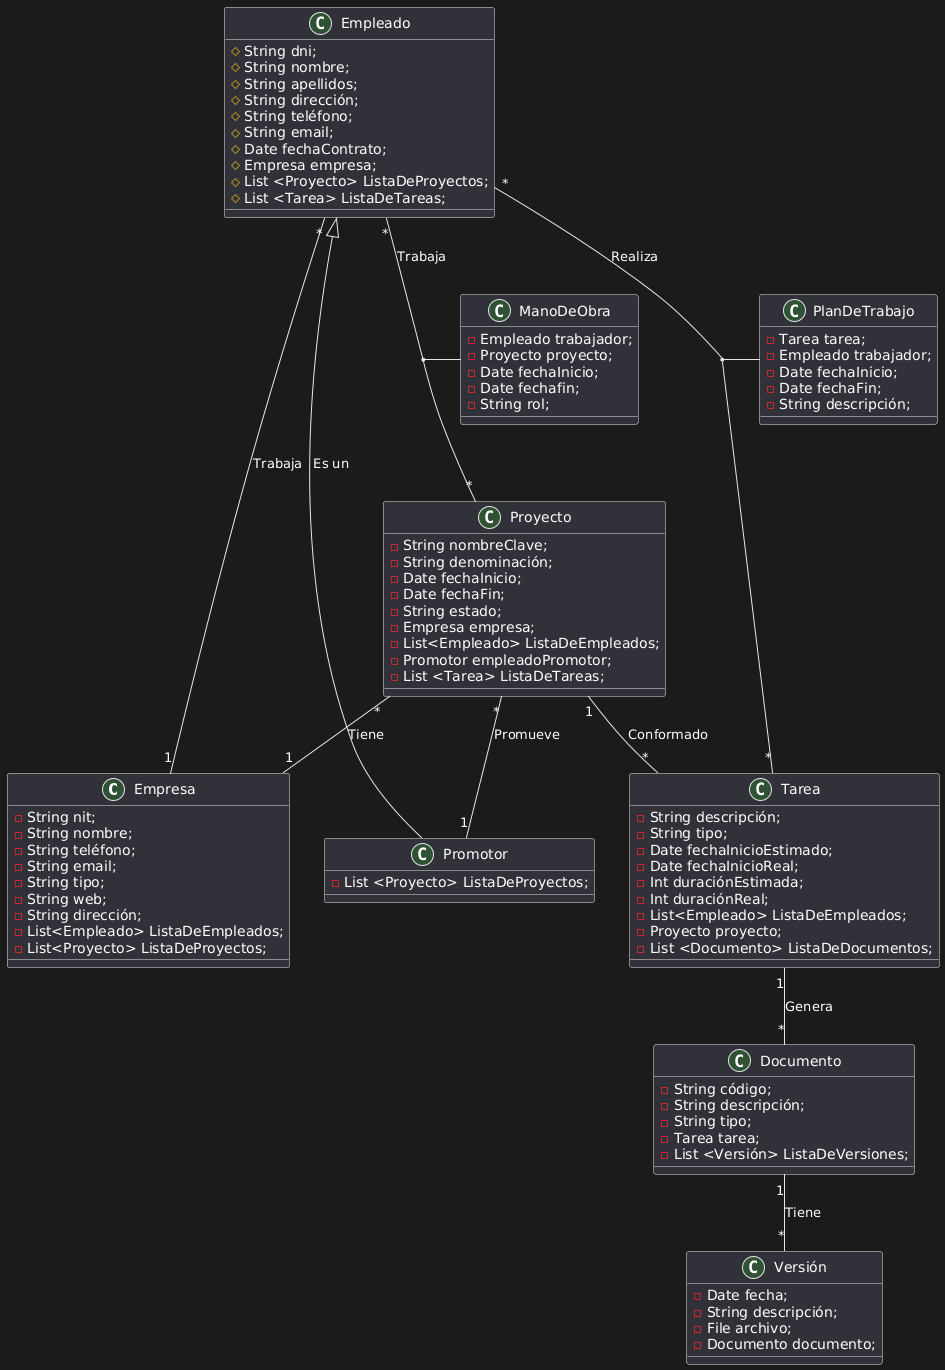 C Empleado
String dni;
String nombre;
String apellidos;
String dirección;
String teléfono;
String email;
Date fechaContrato;
Empresa empresa;
List <Proyecto> ListaDeProyectos;
List <Tarea> ListaDeTareas;
*
*
*
Trabaja
Realiza
C ManoDeObra
Empleado trabajador;
Proyecto proyecto;
Date fechaInicio;
Date fechafin;
String rol;
C PlanDeTrabajo
Tarea tarea;
Empleado trabajador;
Date fechaInicio;
Date fechaFin;
String descripción;
Trabaja
Es un
*
C Proyecto
String nombreClave;
String denominación;
Date fechaInicio;
Date fechaFin;
String estado;
Empresa empresa;
List<Empleado> ListaDeEmpleados;
Promotor empleadoPromotor;
List <Tarea> ListaDeTareas;
*
*
1
Tiene
Promueve
Conformado
1
1
*
*
1
C Empresa
String nit;
String nombre;
String teléfono;
String email;
String tipo;
String web;
String dirección;
List<Empleado> ListaDeEmpleados;
List<Proyecto> ListaDeProyectos;
C Promotor
List <Proyecto> ListaDeProyectos;
C Tarea
String descripción;
String tipo;
Date fechaInicioEstimado;
Date fechaInicioReal;
Int duraciónEstimada;
Int duraciónReal;
List<Empleado> ListaDeEmpleados;
Proyecto proyecto;
List <Documento> ListaDeDocumentos;
1
Genera
*
C Documento
String código;
String descripción;
String tipo;
Tarea tarea;
List <Versión> ListaDeVersiones;
1
Tiene
*
C Versión
Date fecha;
String descripción;
File archivo;
Documento documento;